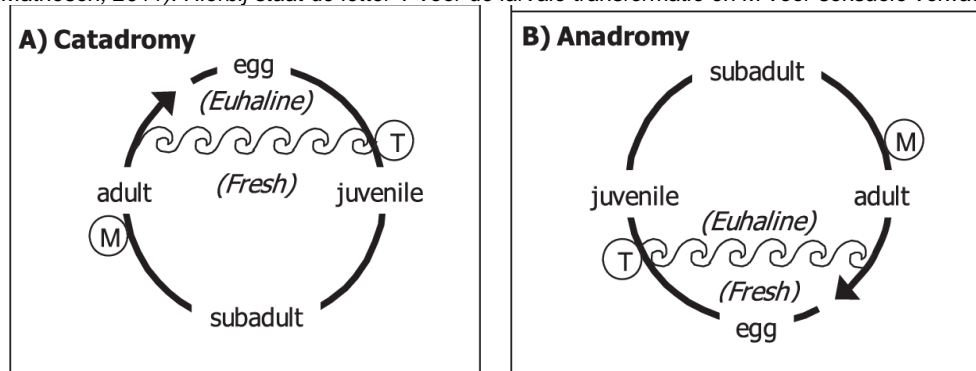 A) Catadromy
egg
(Euhaline)
T
(Fresh)
adult
juvenile
M
subadult
B) Anadromy
subadult
M
juvenile
adult
(Euhaline)
T
(Fresh)
egg